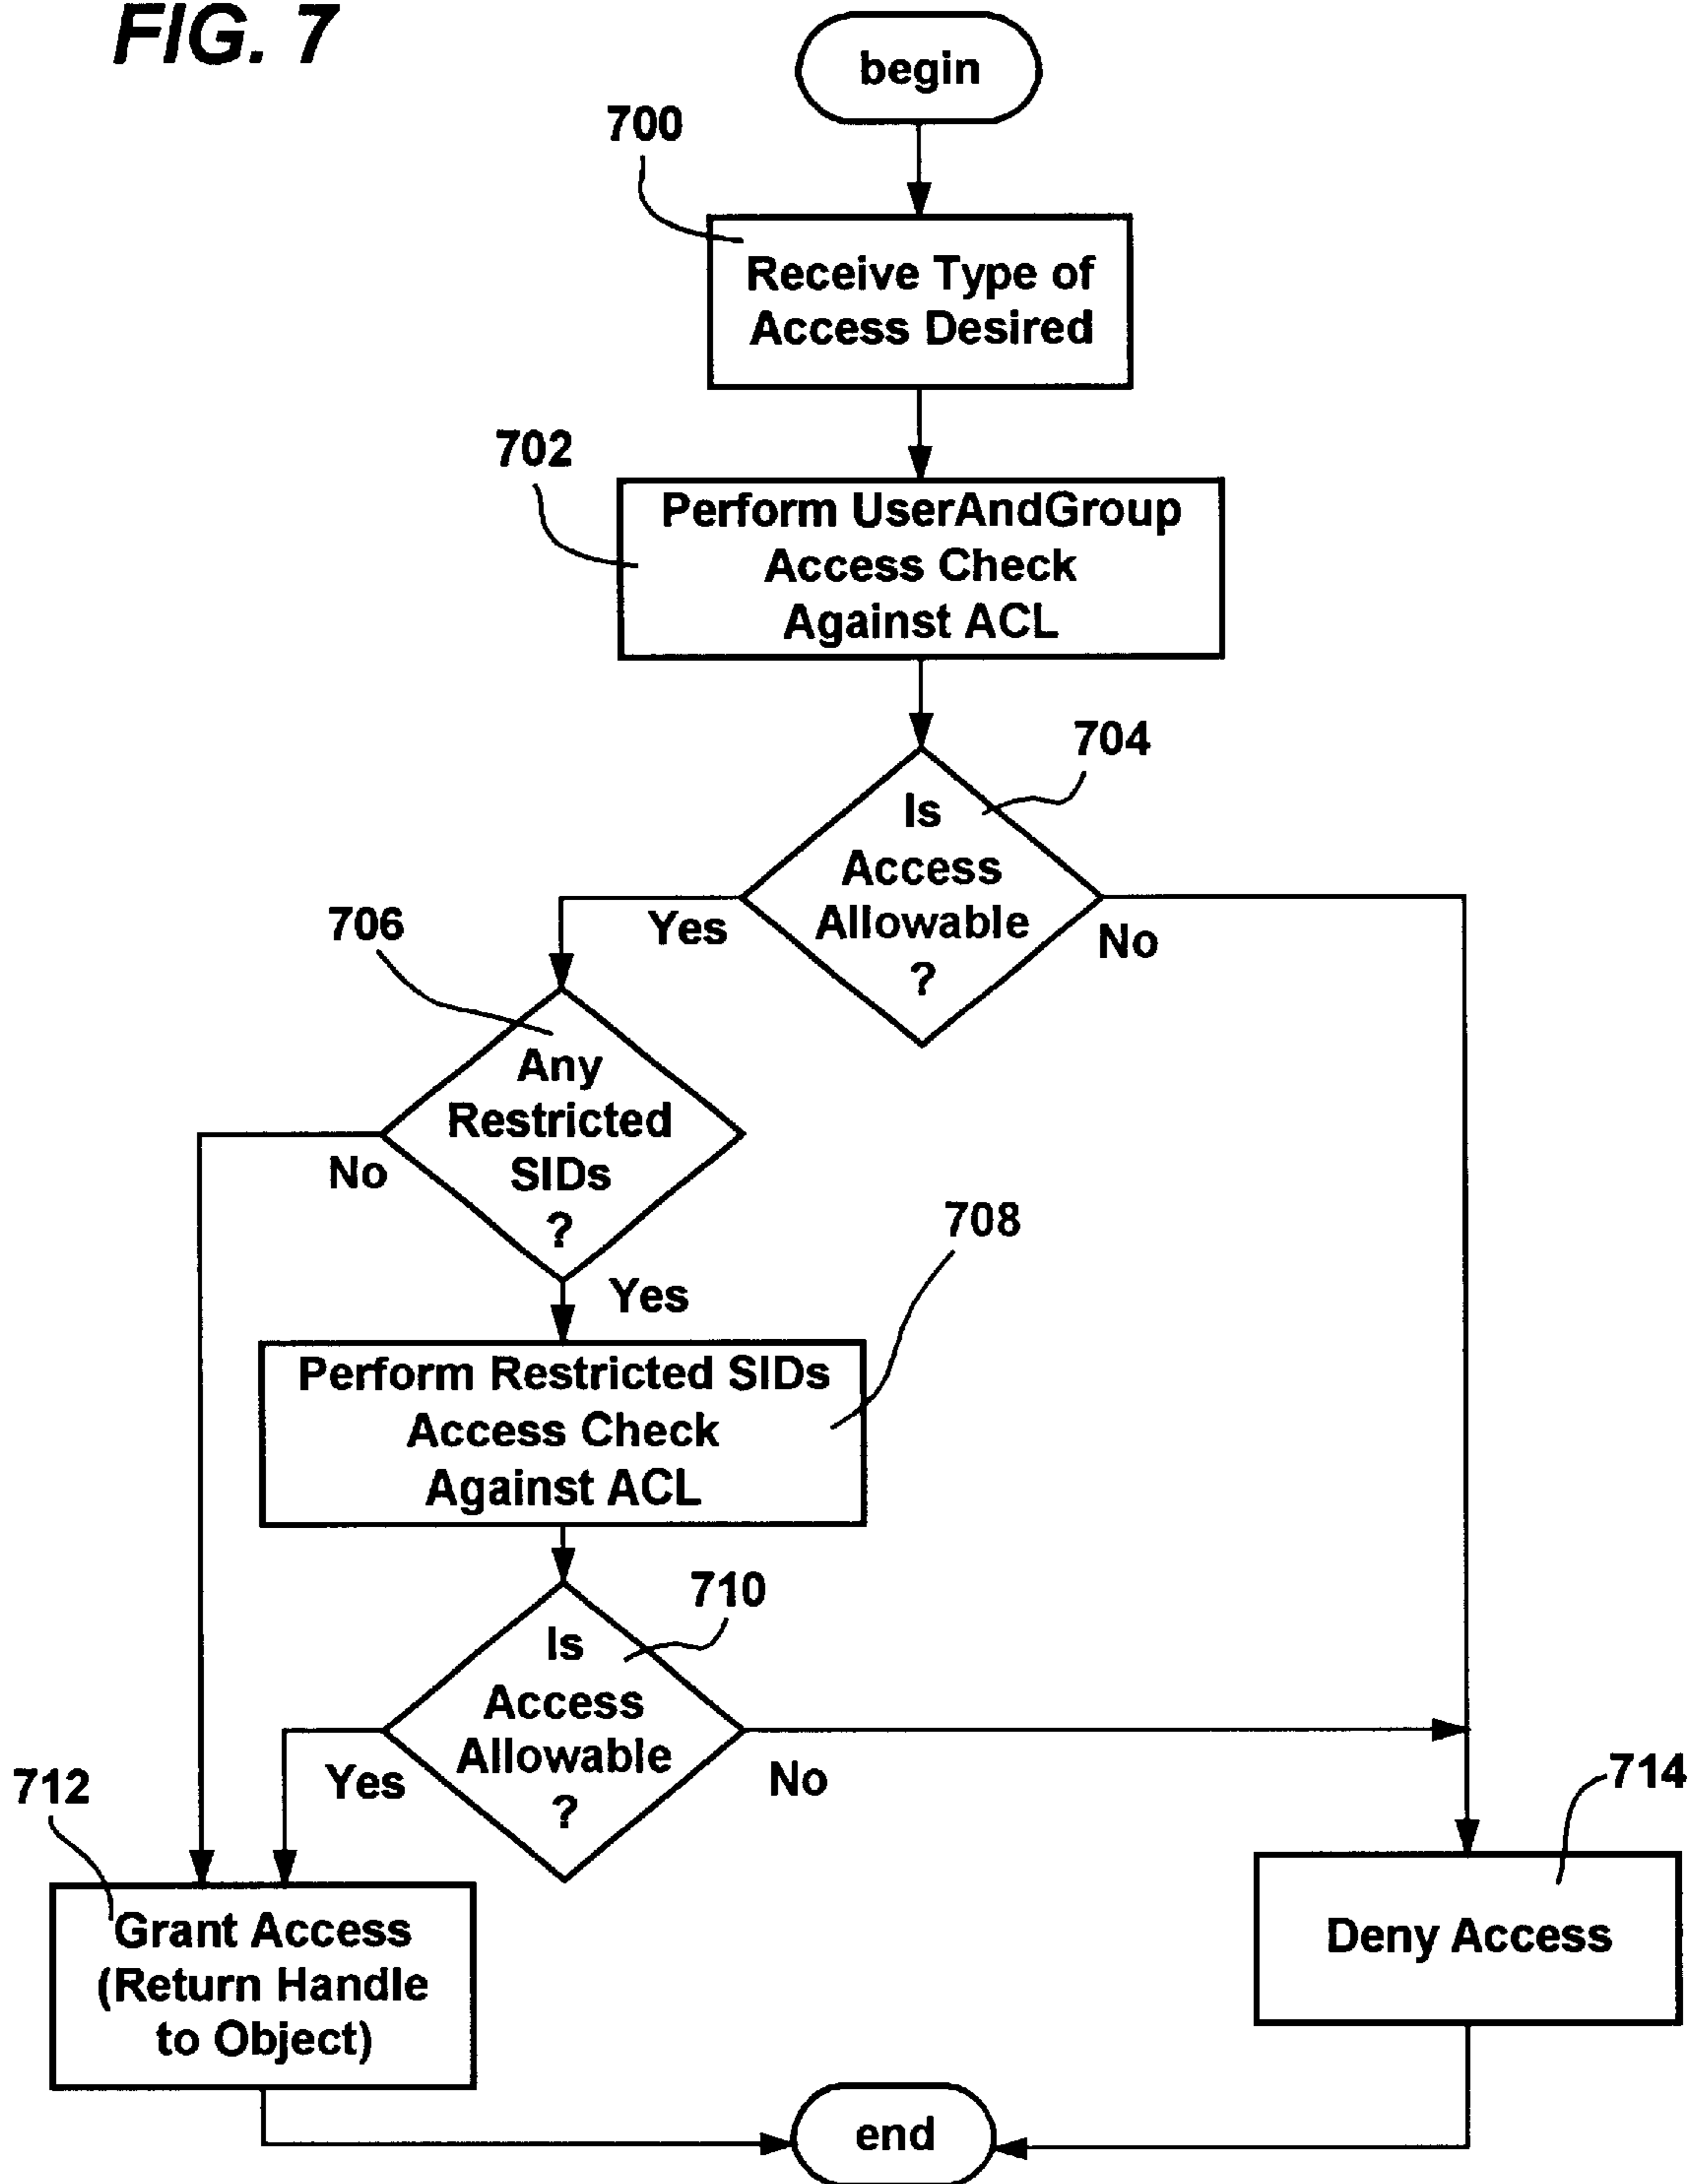 FIG. 7
begin
700
Receive Type of
Access Desired
702
Perform UserAndGroup
Access Check
Against ACL
704
Is
Access
Allowable
?
Yes
No
706
Any
Restricted
SIDs
?
No
Yes
708
Perform Restricted SIDs
Access Check
Against ACL
710
Is
Access
Allowable
?
Yes
No
712
Grant Access
(Return Handle
to Object)
714
Deny Access
end